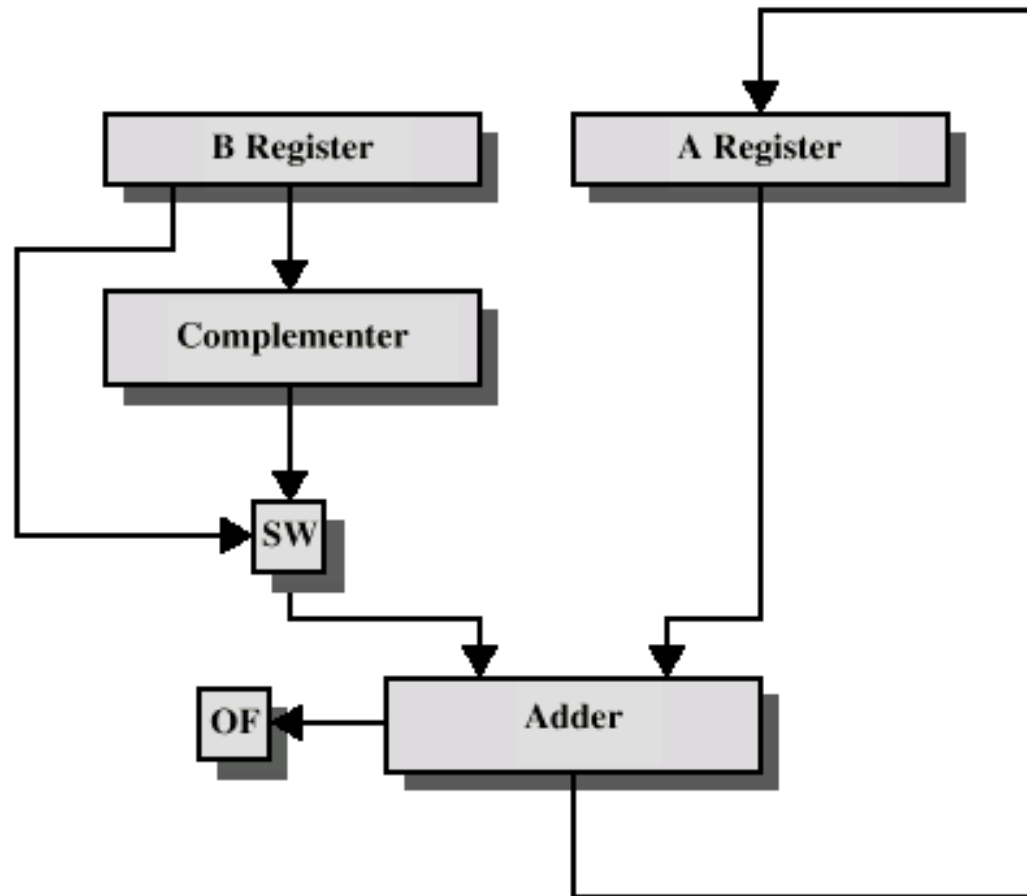 B Register
A Register
Complementer
SW
OF
Adder